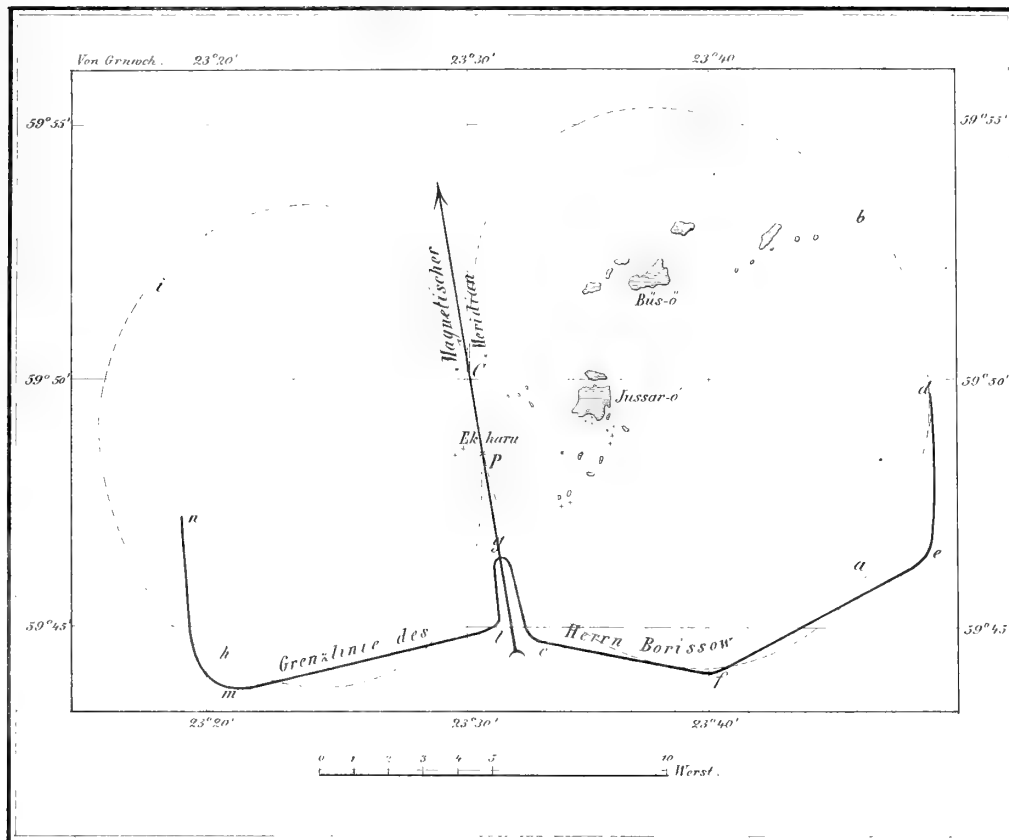 Von Grnwch. 23°20' 23°30' 23°40'
59°55' 59°55'
b
i
g
Büs-ö
Magnetischer
Meridian
C
59°50' 59°50'
d
Jussar-ö
Ekharu
p
n
g
a
e
59°45' 59°45'
l
c
h
Grenzlinie des
Herrn Borissow
m
f
23°20' 23°30' 23°40'
0 1 2 3 4 5 10
Werst.